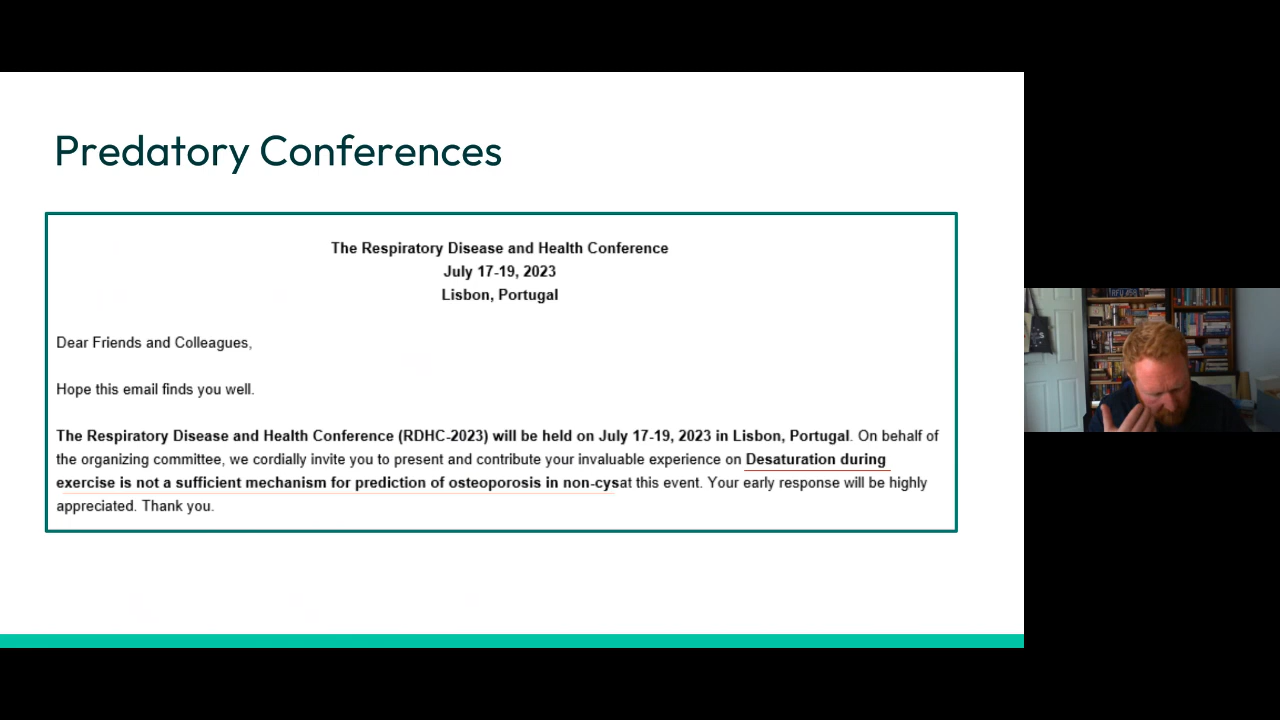 Predatory Conferences
The Respiratory Disease and Health Conference
July 17-19, 2023
Lisbon, Portugal
Dear Friends and Colleagues,
Hope this email finds you well.
The Respiratory Disease and Health Conference (RDHC-2023) will be held on July 17-19, 2023 in Lisbon, Portugal. On behalf of
the organizing committee, we cordially invite you to present and contribute your invaluable experience on Desaturation during
exercise is not a sufficient mechanism for prediction of osteoporosis in non-cysat this event. Your early response will be highly
appreciated. Thank you.